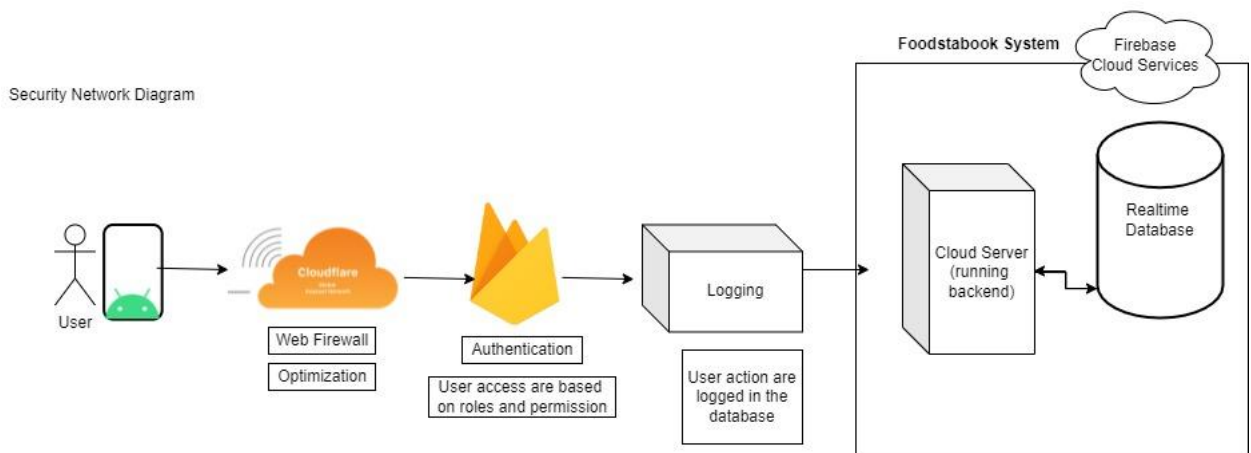 Foodstabook System
Firebase
Cloud Services
Security Network Diagram
User
Cloudflare
Web Firewall
Optimization
Authentication
User access are based
on roles and permission
Logging
User action are
logged in the
database
Cloud Server
(running
backend)
Realtime
Database